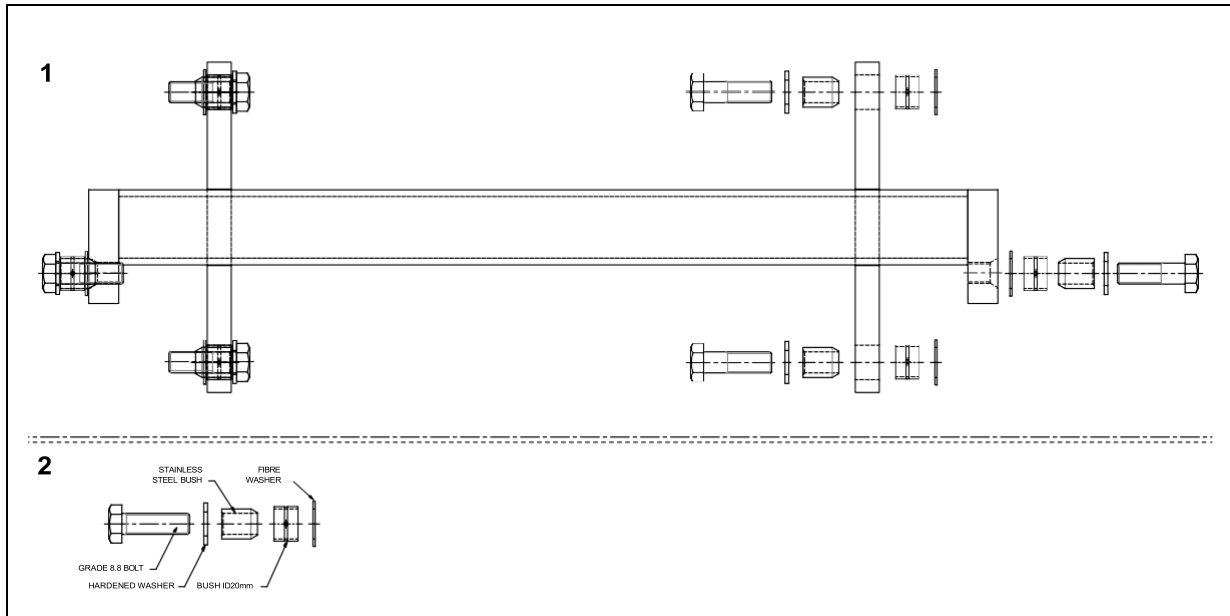 1
2
STAINLESS
STEEL BUSH
FIBRE
WASHER
GRADE 8.8 BOLT
HARDENED WASHER
BUSH ID20mm